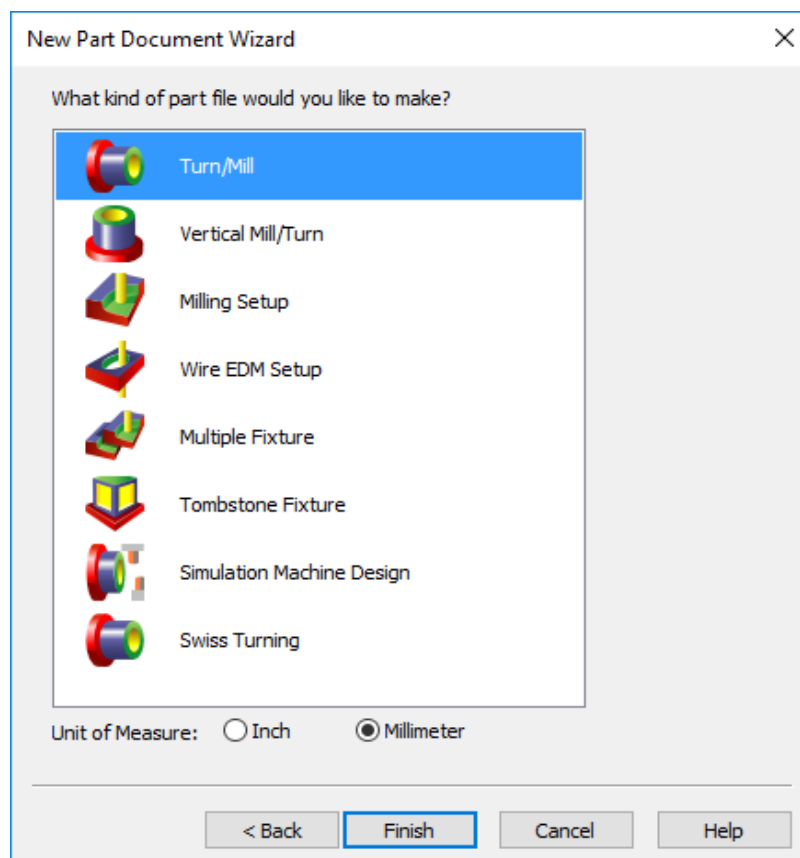 New Part Document Wizard
What kind of part file would you like to make?
Turn/Mill
Vertical Mill/Turn
Milling Setup
Wire EDM Setup
Multiple Fixture
Tombstone Fixture
Simulation Machine Design
Swiss Turning
Unit of Measure: Inch Millimeter
< Back Finish Cancel Help